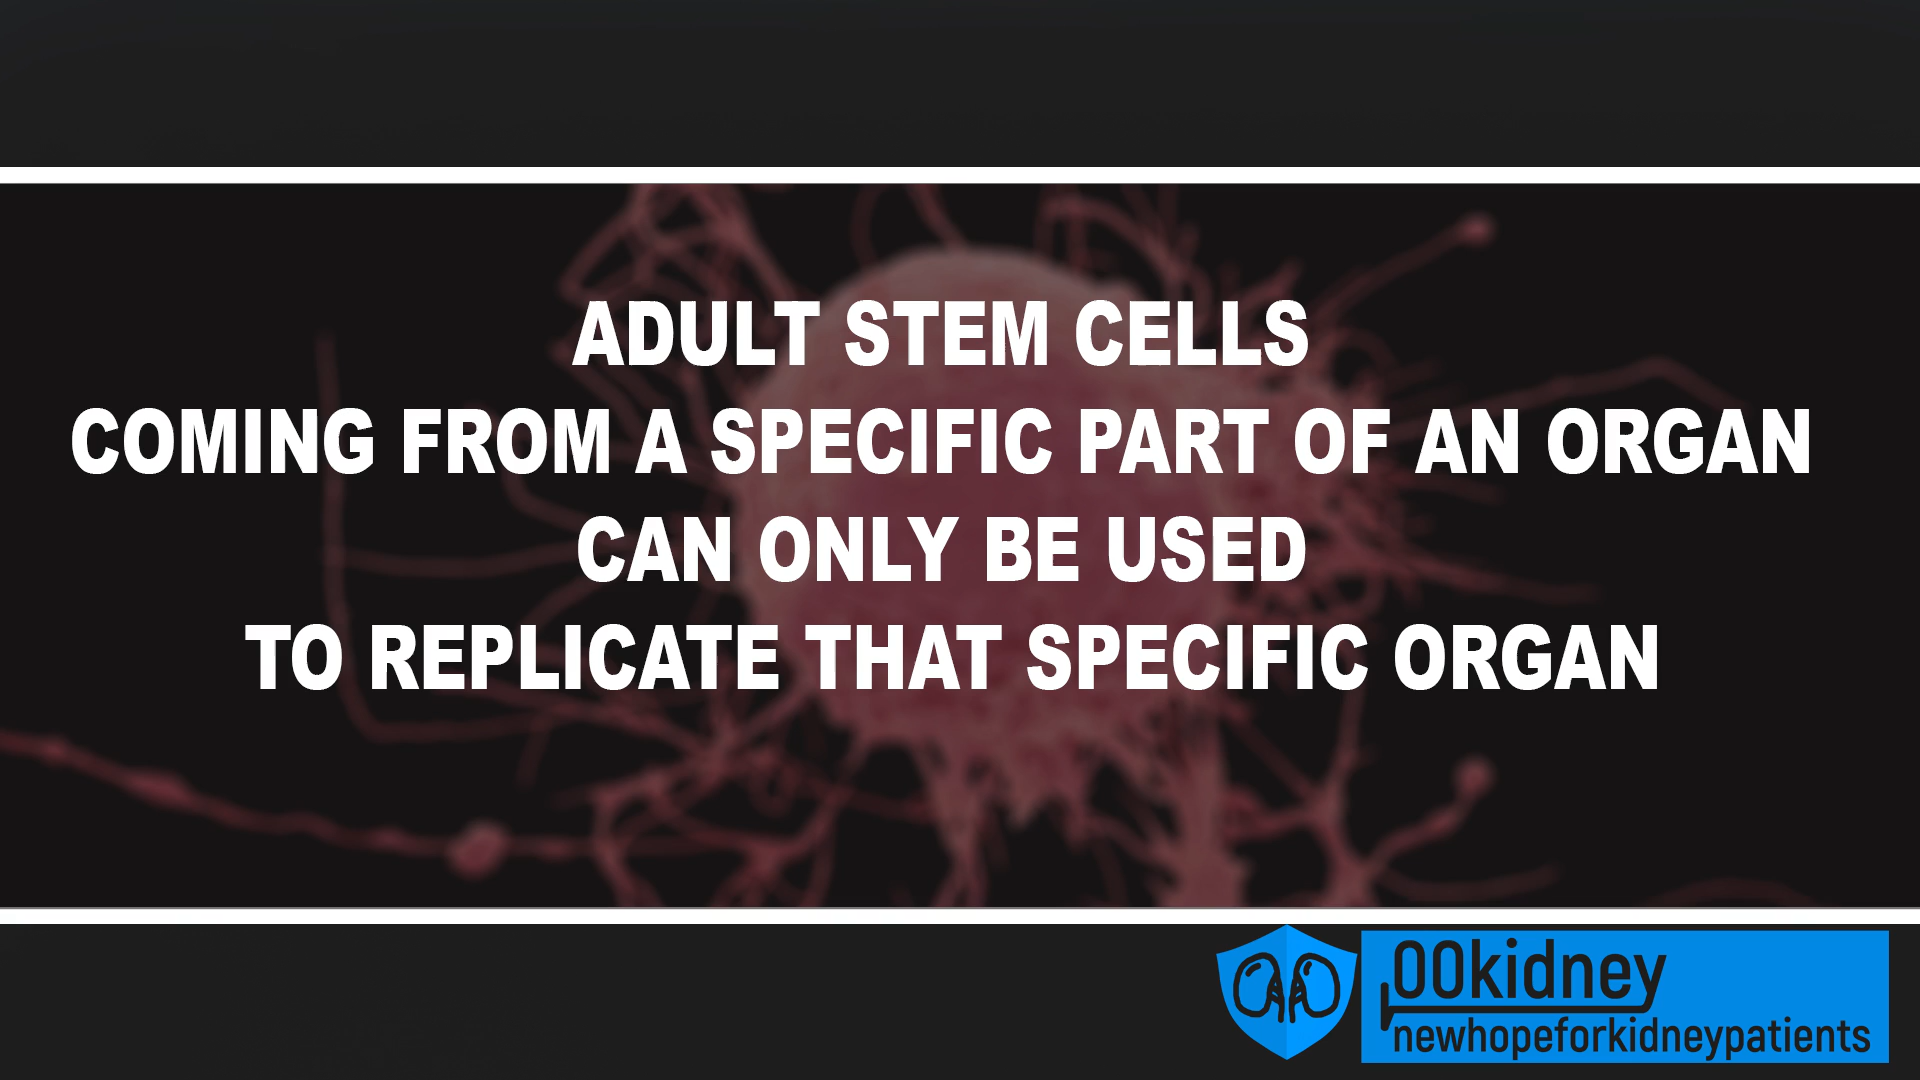 ADULT STEM CELLS
COMING FROM A SPECIFIC PART OF AN ORGAN
CAN ONLY BE USED
TO REPLICATE THAT SPECIFIC ORGAN
00kidney
newhopeforkidneypatients